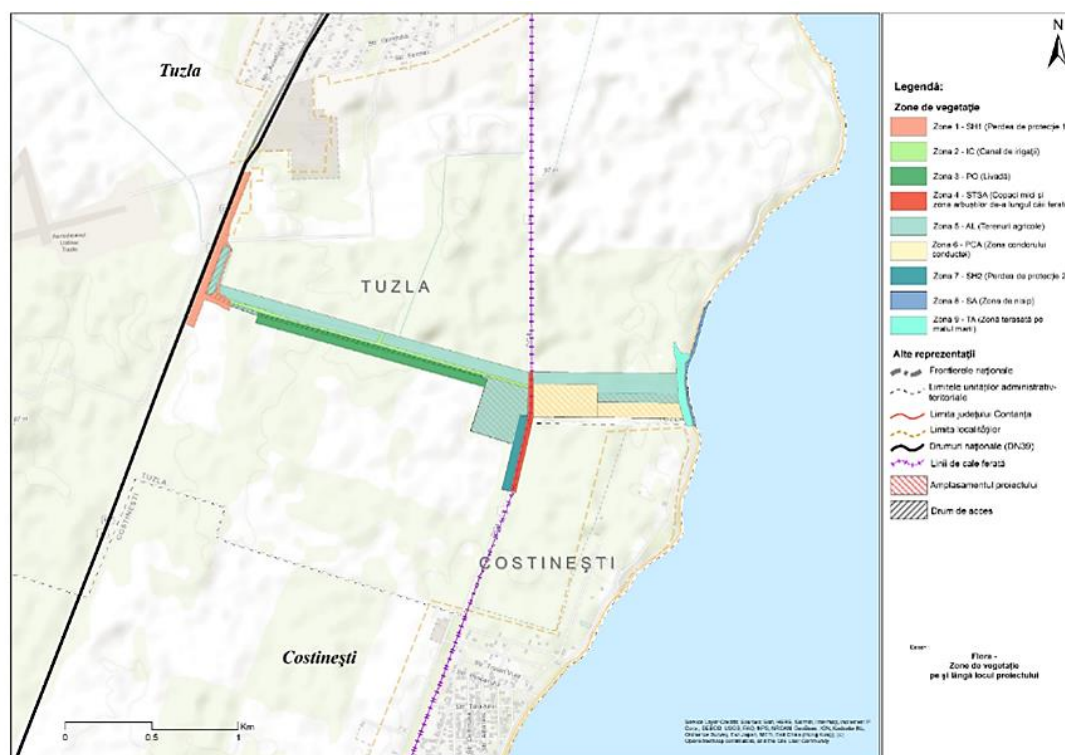 Tuzla
TUZLA
TUZLA
COSTINEȘTI
COSTINEȘTI
Costinești
0
0.5
1
Km
N
Legendă:
Zone de vegetație
Zona 1 - SH1 (Perdea de protecție 1
Zona 2 - IC (Canal de irigații)
Zona 3 - PO (Livadă)
Zona 4 - STSA (Copaci mici și
zona arbuștilor de-a lungul căii ferate
Zona 5 - AL (Terenuri agricole)
Zona 6 - PCA (Zona condorului
conductei)
Zona 7 - SH2 (Perdea de protecție 2
Zona 8 - SA (Zona de nisip)
Zona 9 - TA (Zonă terasată pe
malul mării)
Alte reprezentații
Frontierele naționale
Limitele unităților administrativ-
teritoriale
Limita județului Contanța
Limita localităților
Drumuri naționale (DN39)
Linii de cale ferată
Amplasamentul proiectului
Drum de acces
Flora -
Zone de vegetație
pe și lângă locul proiectului